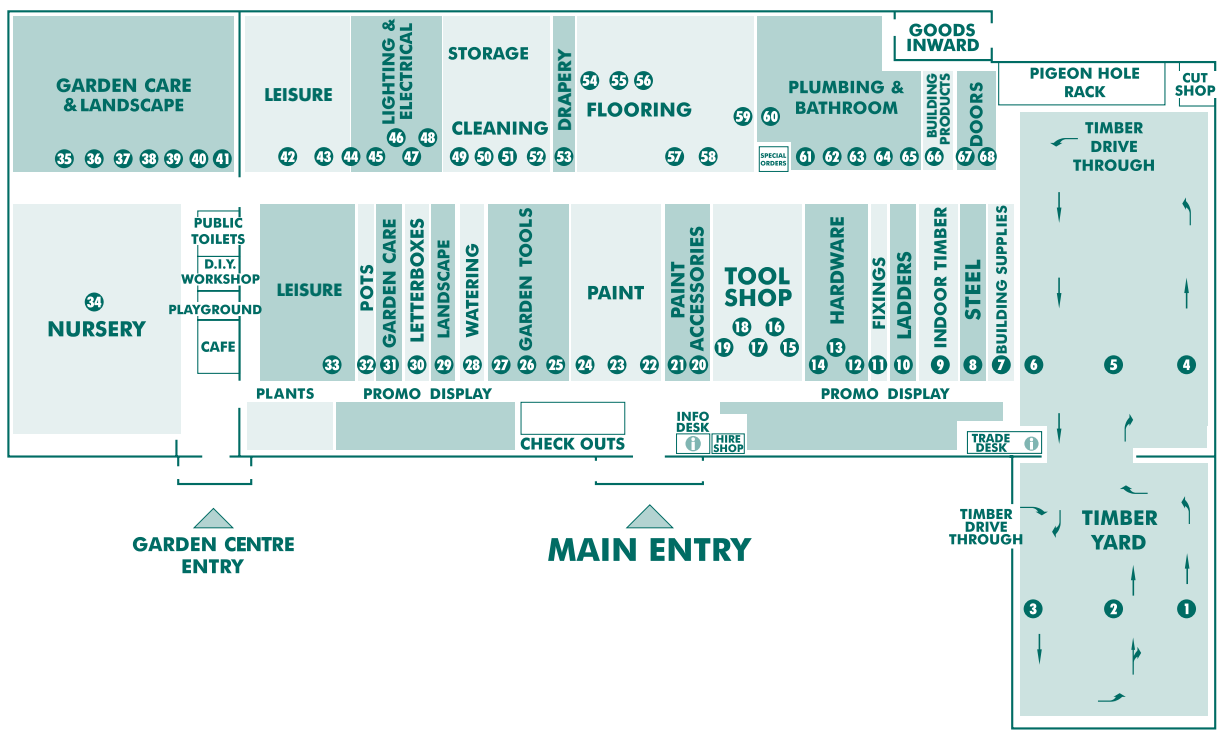 GOODS
INWARD
PIGEON HOLE
RACK
CUT
SHOP
GARDEN CARE
& LANDSCAPE
35 36 37 38 39 40 41
LEISURE
42 43
LIGHTING &
ELECTRICAL
46 48
44 45 47
STORAGE
CLEANING
49 50 51 52
DRAPERY
53
54 55 56
FLOORING
59
57 58
60
PLUMBING &
BATHROOM
SPECIAL
ORDERS
61 62 63 64 65
BUILDING
PRODUCTS
66
DOORS
67 68
TIMBER
DRIVE
THROUGH
34
NURSERY
PUBLIC
TOILETS
D.I.Y.
WORKSHOP
PLAYGROUND
CAFE
LEISURE
33
POTS
32
GARDEN CARE
31
LETTERBOXES
30
LANDSCAPE
29
WATERING
28
GARDEN TOOLS
27 26 25
PAINT
24 23 22
PAINT
ACCESSORIES
21 20
TOOL
SHOP
18 16
19 17 15
HARDWARE
13
14 12
FIXINGS
11
LADDERS
10
INDOOR TIMBER
9
STEEL
8
BUILDING SUPPLIES
7
6 5 4
PLANTS
PROMO DISPLAY
CHECK OUTS
INFO
DESK
i
HIRE
SHOP
PROMO DISPLAY
TRADE
DESK
i
TIMBER
DRIVE
THROUGH
TIMBER
YARD
3 2 1
GARDEN CENTRE
ENTRY
MAIN ENTRY